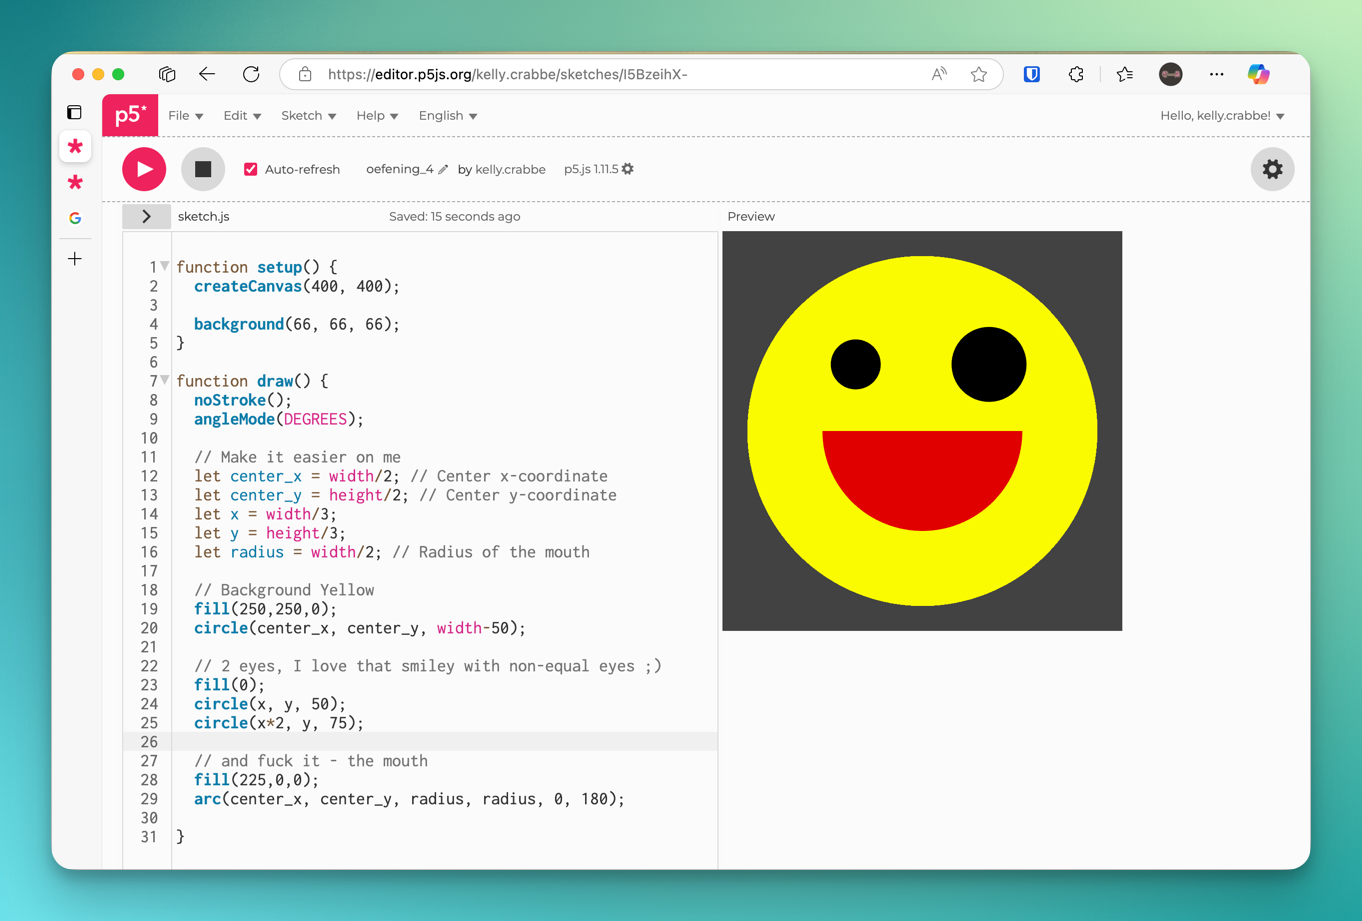 https://editor.p5js.org/kelly.crabbe/sketches/I5BzeihX-
p5* File Edit Sketch Help English Hello, kelly.crabbe!
Auto-refresh oefening_4 by kelly.crabbe p5.js 1.11.5
sketch.js Saved: 15 seconds ago Preview
1 function setup() {
2 createCanvas(400, 400);
3
4 background(66, 66, 66);
5 }
6
7 function draw() {
8 noStroke();
9 angleMode(DEGREES);
10
11 // Make it easier on me
12 let center_x = width/2; // Center x-coordinate
13 let center_y = height/2; // Center y-coordinate
14 let x = width/3;
15 let y = height/3;
16 let radius = width/2; // Radius of the mouth
17
18 // Background Yellow
19 fill(250,250,0);
20 circle(center_x, center_y, width-50);
21
22 // 2 eyes, I love that smiley with non-equal eyes ;)
23 fill(0);
24 circle(x, y, 50);
25 circle(x*2, y, 75);
26
27 // and fuck it - the mouth
28 fill(225,0,0);
29 arc(center_x, center_y, radius, radius, 0, 180);
30
31 }